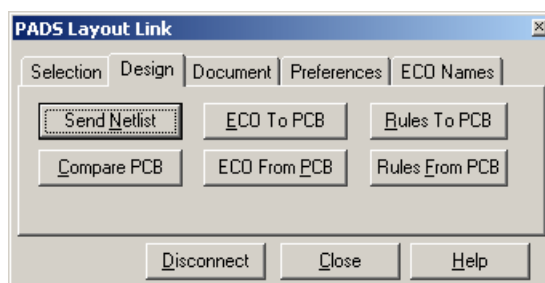 PADS Layout Link
Selection Design Document Preferences ECO Names
Send Netlist ECO To PCB Rules To PCB
Compare PCB ECO From PCB Rules From PCB
Disconnect Close Help